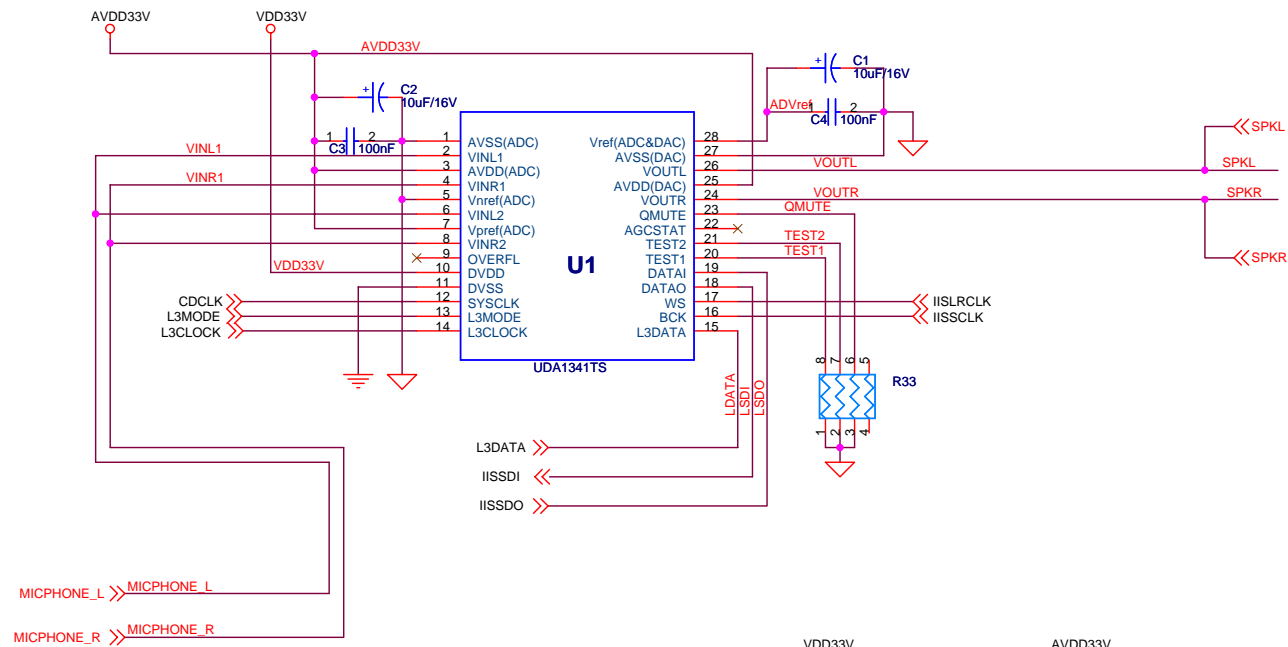 AVDD33V
VDD33V
AVDD33V
C1
10uF/16V
+
C2
10uF/16V
+
ADVref
1
2
C4
100nF
1
2
C3
100nF
VINL1
VINR1
VDD33V
1
2
3
4
5
6
7
8
9
10
11
12
13
14
AVSS(ADC)
VINL1
AVDD(ADC)
VINR1
Vnref(ADC)
VINL2
Vpref(ADC)
VINR2
OVERFL
DVDD
DVSS
SYSCLK
L3MODE
L3CLOCK
U1
Vref(ADC&DAC)
AVSS(DAC)
VOUTL
AVDD(DAC)
VOUTR
QMUTE
AGCSTAT
TEST2
TEST1
DATAI
DATAO
WS
BCK
L3DATA
28
27
26
25
24
23
22
21
20
19
18
17
16
15
UDA1341TS
VOUTL
VOUTR
QMUTE
TEST2
TEST1
SPKL
SPKL
SPKR
SPKR
CDCLK
L3MODE
L3CLOCK
IISLRCLK
IISSCLK
LDATA
LSDI
LSDO
8
7
6
5
R33
1
2
3
4
L3DATA
IISSDI
IISSDO
MICPHONE_L
MICPHONE_L
MICPHONE_R
MICPHONE_R
VDD33V
AVDD33V